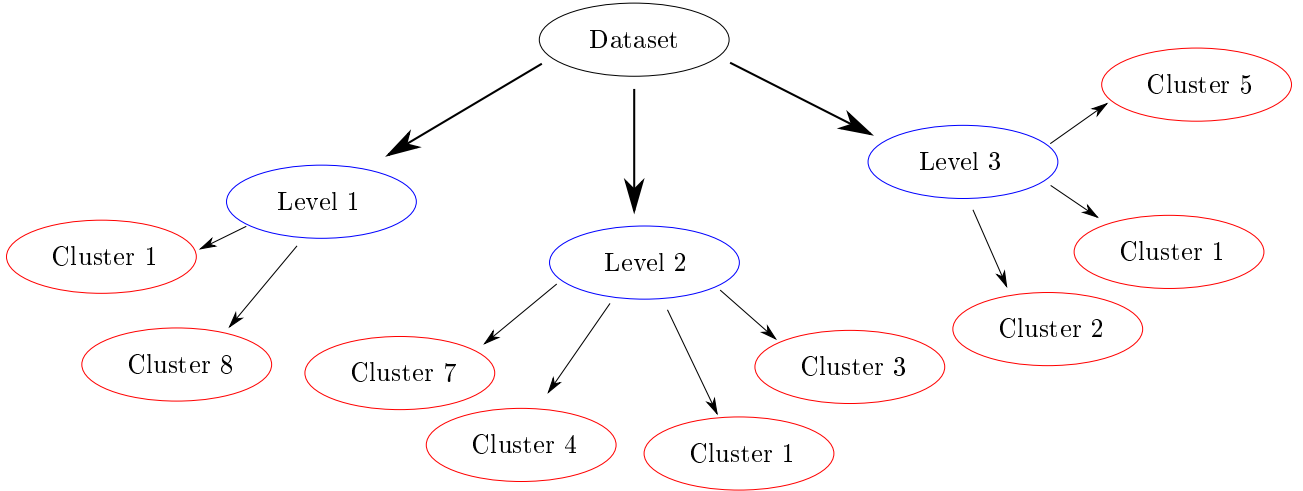 Dataset
Cluster 5
Level 3
Level 1
Cluster 1
Cluster 1
Level 2
Cluster 2
Cluster 8
Cluster 3
Cluster 7
Cluster 4
Cluster 1